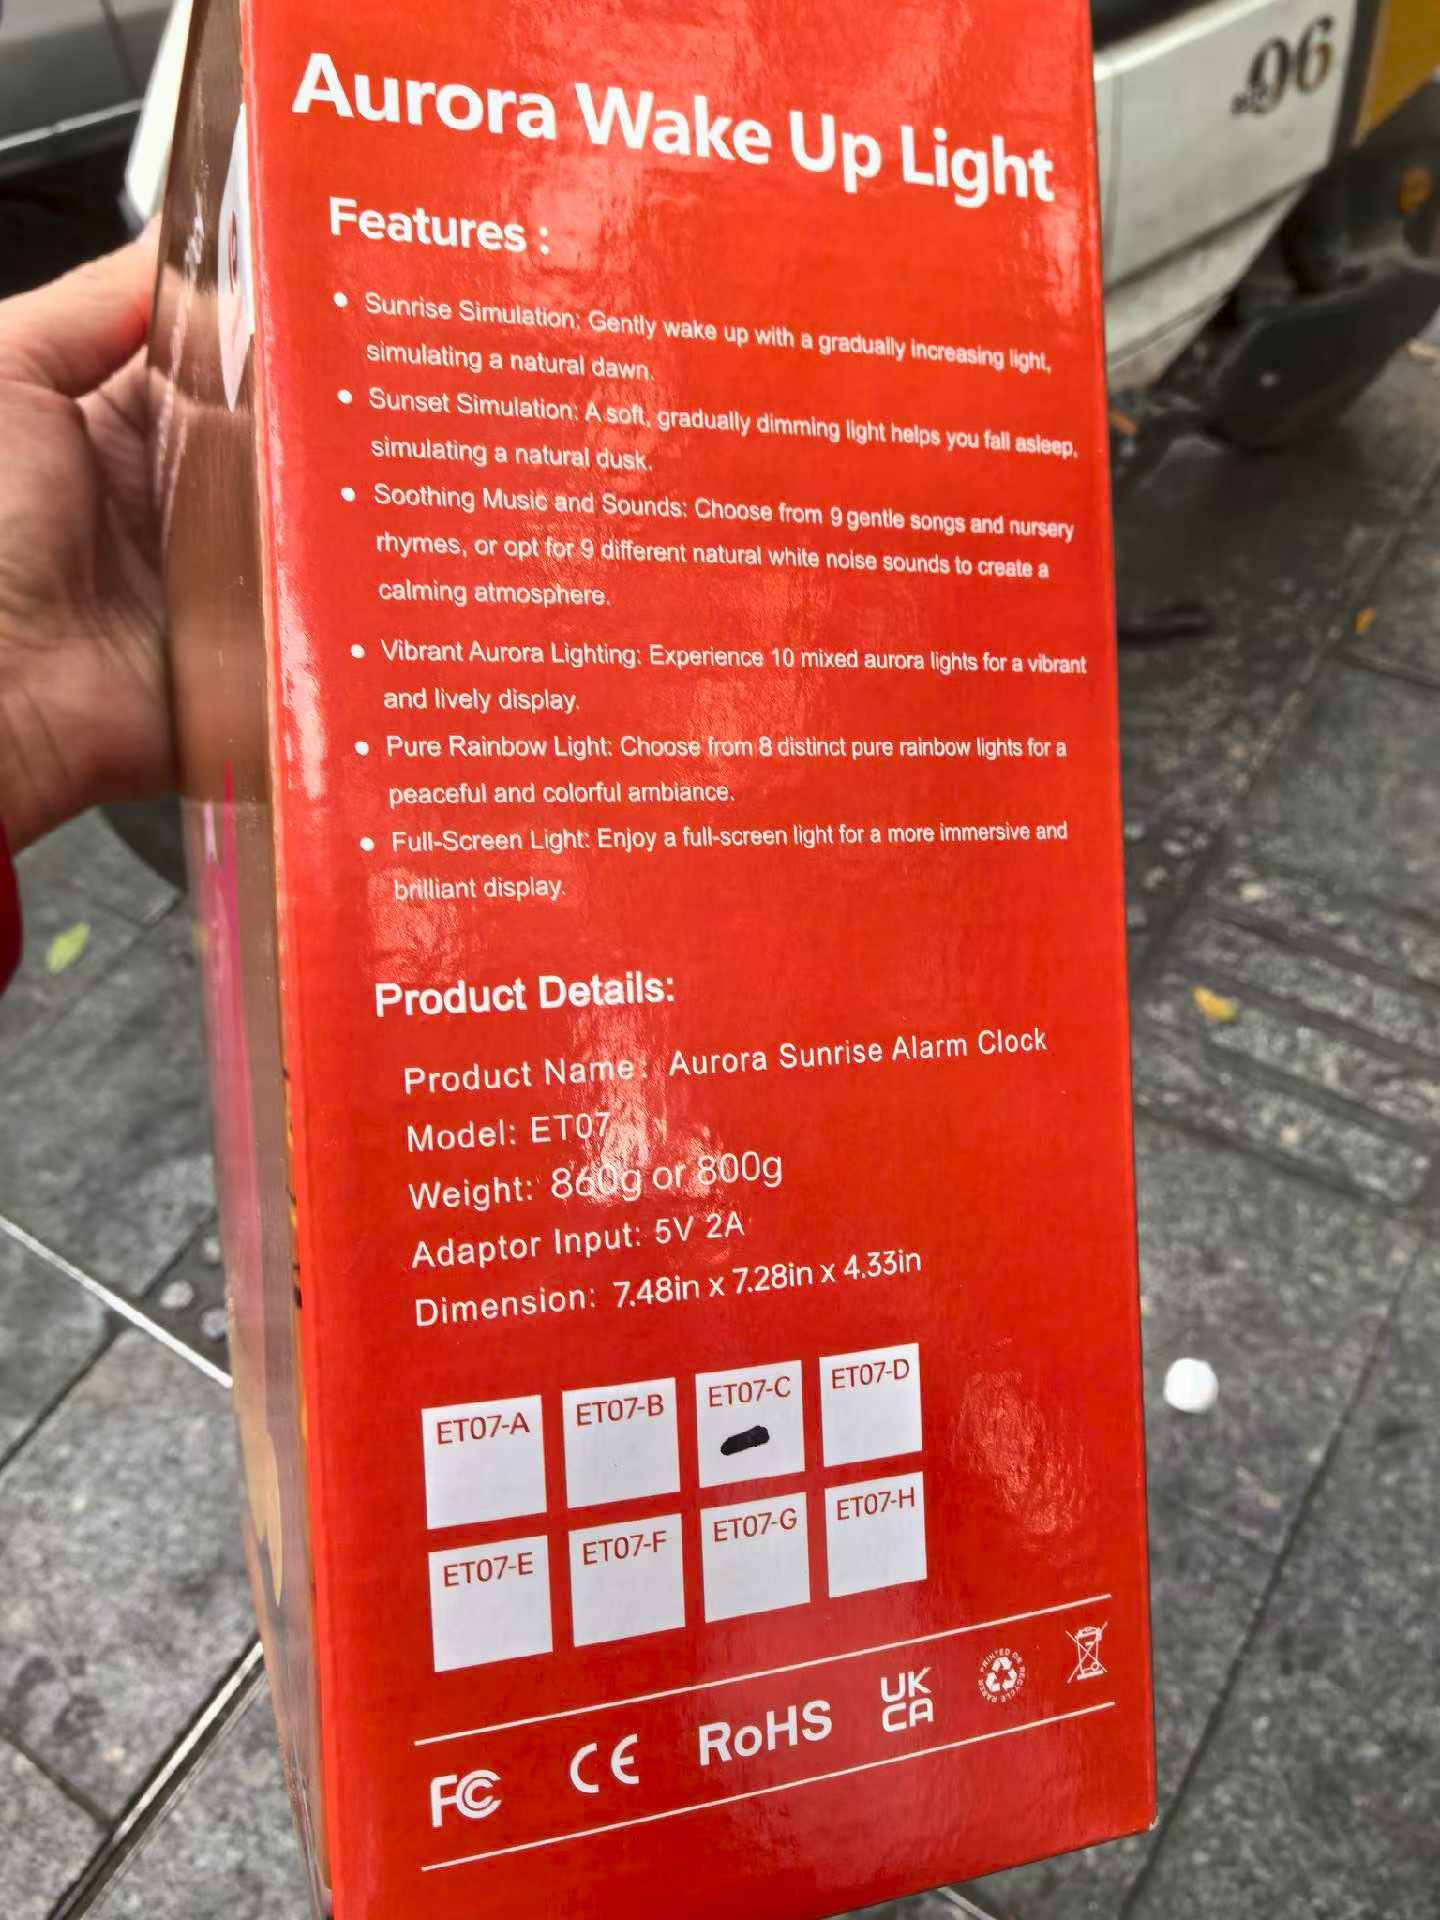 06
Aurora Wake Up Light
Features :
• Sunrise Simulation: Gently wake up with a gradually increasing light,
simulating a natural dawn.
• Sunset Simulation: A soft, gradually dimming light helps you fall asleep,
simulating a natural dusk.
• Soothing Music and Sounds: Choose from 9 gentle songs and nursery
rhymes, or opt for 9 different natural white noise sounds to create a
calming atmosphere.
• Vibrant Aurora Lighting: Experience 10 mixed aurora lights for a vibrant
and lively display.
• Pure Rainbow Light: Choose from 8 distinct pure rainbow lights for a
peaceful and colorful ambiance.
• Full-Screen Light: Enjoy a full-screen light for a more immersive and
brilliant display.
Product Details:
Product Name: Aurora Sunrise Alarm Clock
Model: ET07
Weight: 860g or 800g
Adaptor Input: 5V 2A
Dimension: 7.48in x 7.28in x 4.33in
ET07-A ET07-B ET07-C ET07-D
ET07-E ET07-F ET07-G ET07-H
FC CE RoHS UK
CA